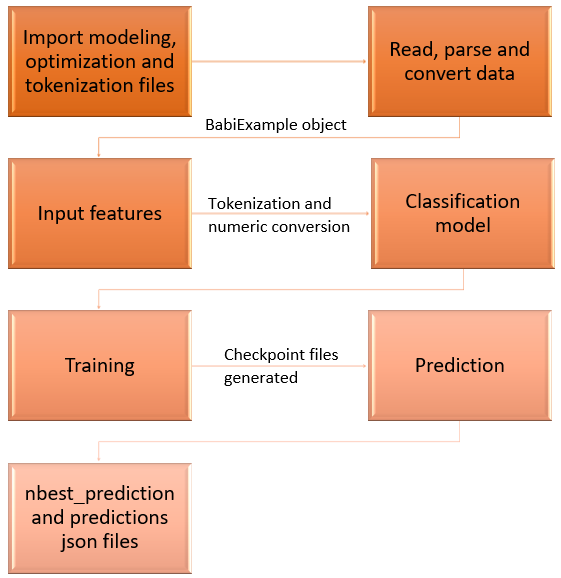 Import modeling,
optimization and
tokenization files
Read, parse and
convert data
BabiExample object
Input features
Tokenization and
numeric conversion
Classification
model
Training
Checkpoint files
generated
Prediction
nbest_prediction
and predictions
json files